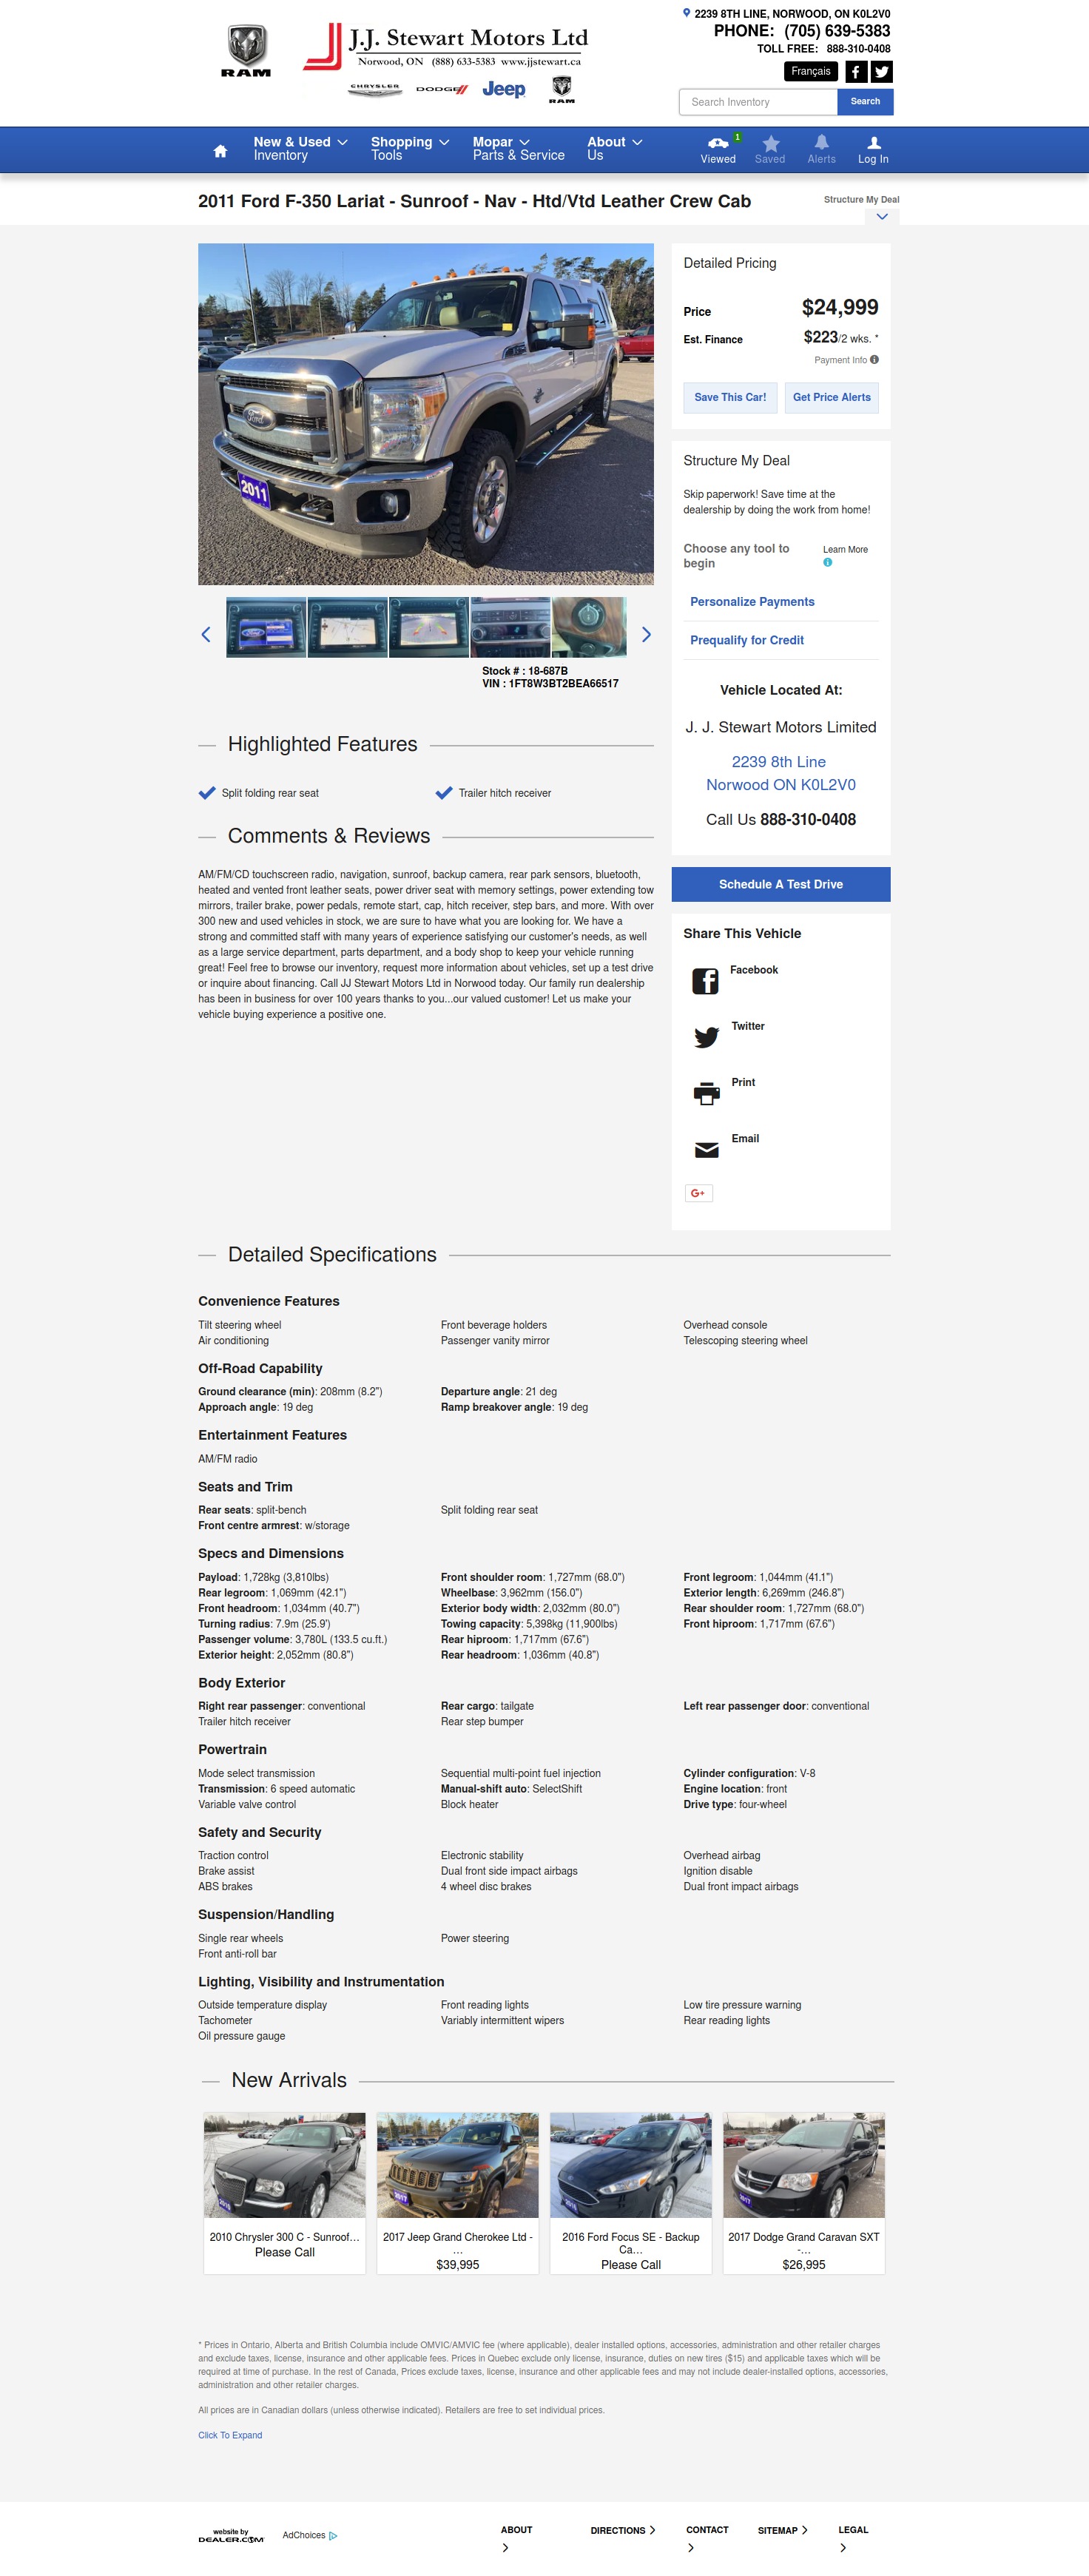 2239 8TH LINE, NORWOOD, ON K0L2V0
PHONE: (705) 639-5383
TOLL FREE: 888-310-0408
RAM
J.J. Stewart Motors Ltd
Norwood, ON (888) 633-5383 www.jjstewart.ca
CHRYSLER DODGE Jeep RAM
Français
Search Inventory
Search
New & Used
Inventory
Shopping
Tools
Mopar
Parts & Service
About
Us
1
Viewed
Saved
Alerts
Log In
2011 Ford F-350 Lariat - Sunroof - Nav - Htd/Vtd Leather Crew Cab
Structure My Deal
Ford
2011
Stock # : 18-687B
VIN : 1FT8W3BT2BEA66517
Detailed Pricing
Price $24,999
Est. Finance $223/2 wks. *
Payment Info
Save This Car!
Get Price Alerts
Structure My Deal
Skip paperwork! Save time at the
dealership by doing the work from home!
Choose any tool to
begin
Learn More
Personalize Payments
Prequalify for Credit
Vehicle Located At:
J. J. Stewart Motors Limited
2239 8th Line
Norwood ON K0L2V0
Call Us 888-310-0408
Schedule A Test Drive
Share This Vehicle
Facebook
Twitter
Print
Email
G+
Highlighted Features
Split folding rear seat
Trailer hitch receiver
Comments & Reviews
AM/FM/CD touchscreen radio, navigation, sunroof, backup camera, rear park sensors, bluetooth,
heated and vented front leather seats, power driver seat with memory settings, power extending tow
mirrors, trailer brake, power pedals, remote start, cap, hitch receiver, step bars, and more. With over
300 new and used vehicles in stock, we are sure to have what you are looking for. We have a
strong and committed staff with many years of experience satisfying our customer's needs, as well
as a large service department, parts department, and a body shop to keep your vehicle running
great! Feel free to browse our inventory, request more information about vehicles, set up a test drive
or inquire about financing. Call JJ Stewart Motors Ltd in Norwood today. Our family run dealership
has been in business for over 100 years thanks to you...our valued customer! Let us make your
vehicle buying experience a positive one.
Detailed Specifications
Convenience Features
Tilt steering wheel Front beverage holders Overhead console
Air conditioning Passenger vanity mirror Telescoping steering wheel
Off-Road Capability
Ground clearance (min): 208mm (8.2") Departure angle: 21 deg
Approach angle: 19 deg Ramp breakover angle: 19 deg
Entertainment Features
AM/FM radio
Seats and Trim
Rear seats: split-bench Split folding rear seat
Front centre armrest: w/storage
Specs and Dimensions
Payload: 1,728kg (3,810lbs) Front shoulder room: 1,727mm (68.0") Front legroom: 1,044mm (41.1")
Rear legroom: 1,069mm (42.1") Wheelbase: 3,962mm (156.0") Exterior length: 6,269mm (246.8")
Front headroom: 1,034mm (40.7") Exterior body width: 2,032mm (80.0") Rear shoulder room: 1,727mm (68.0")
Turning radius: 7.9m (25.9') Towing capacity: 5,398kg (11,900lbs) Front hiproom: 1,717mm (67.6")
Passenger volume: 3,780L (133.5 cu.ft.) Rear hiproom: 1,717mm (67.6")
Exterior height: 2,052mm (80.8") Rear headroom: 1,036mm (40.8")
Body Exterior
Right rear passenger: conventional Rear cargo: tailgate Left rear passenger door: conventional
Trailer hitch receiver Rear step bumper
Powertrain
Mode select transmission Sequential multi-point fuel injection Cylinder configuration: V-8
Transmission: 6 speed automatic Manual-shift auto: SelectShift Engine location: front
Variable valve control Block heater Drive type: four-wheel
Safety and Security
Traction control Electronic stability Overhead airbag
Brake assist Dual front side impact airbags Ignition disable
ABS brakes 4 wheel disc brakes Dual front impact airbags
Suspension/Handling
Single rear wheels Power steering
Front anti-roll bar
Lighting, Visibility and Instrumentation
Outside temperature display Front reading lights Low tire pressure warning
Tachometer Variably intermittent wipers Rear reading lights
Oil pressure gauge
New Arrivals
2010 Chrysler 300 C - Sunroof…
Please Call
2017 Jeep Grand Cherokee Ltd -
…
$39,995
2016 Ford Focus SE - Backup
Ca…
Please Call
2017 Dodge Grand Caravan SXT
-…
$26,995
* Prices in Ontario, Alberta and British Columbia include OMVIC/AMVIC fee (where applicable), dealer installed options, accessories, administration and other retailer charges
and exclude taxes, license, insurance and other applicable fees. Prices in Quebec exclude only license, insurance, duties on new tires ($15) and applicable taxes which will be
required at time of purchase. In the rest of Canada, Prices exclude taxes, license, insurance and other applicable fees and may not include dealer-installed options, accessories,
administration and other retailer charges.
All prices are in Canadian dollars (unless otherwise indicated). Retailers are free to set individual prices.
Click To Expand
website by
DEALER.COM
AdChoices
ABOUT
DIRECTIONS
CONTACT
SITEMAP
LEGAL